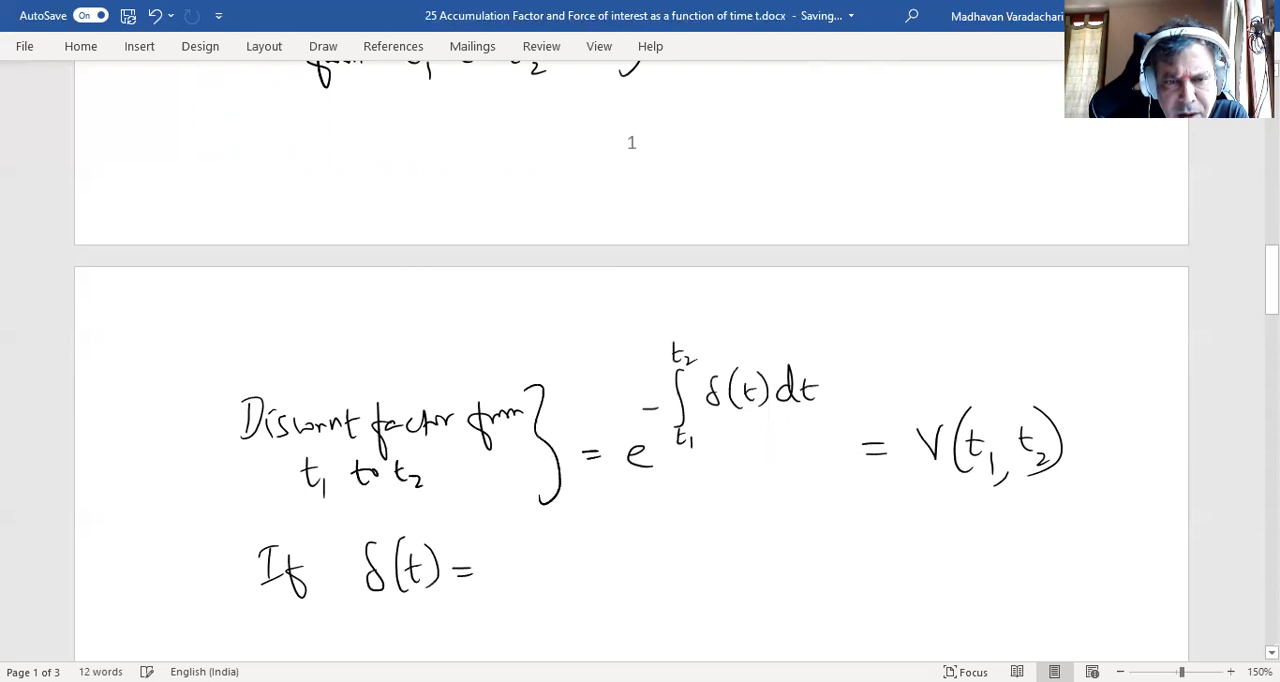 AutoSave On 25 Accumulation Factor and Force of interest as a function of time t.docx - Saving... Madhavan Varadachari
File Home Insert Design Layout Draw References Mailings Review View Help
t₁ t₂
1
Discount factor from t₁ to t₂ } = e^{-∫_{t₁}^{t₂} δ(t)dt} = V(t₁, t₂)
If δ(t) =
Page 1 of 3 12 words English (India) Focus 150%